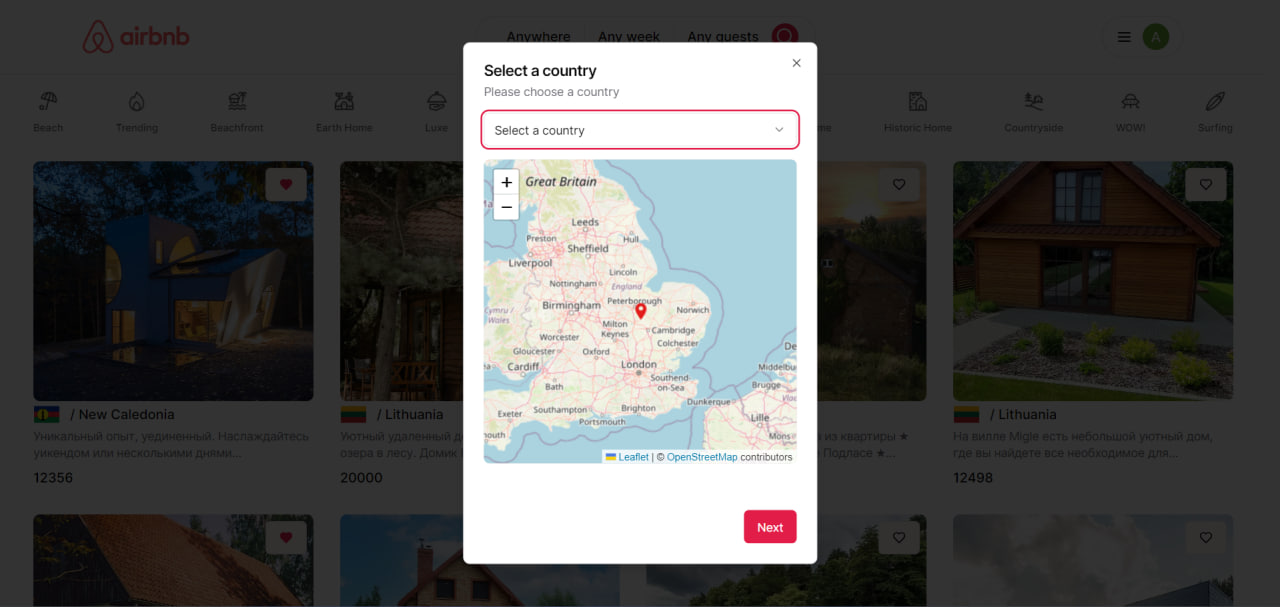 airbnb
Anywhere Any week Any guests
A
Beach Trending Beachfront Earth Home Luxe Historic Home Countryside WOW! Surfing
Select a country
Please choose a country
Select a country
+
−
Great Britain
Leeds
Preston
Hull
Sheffield
Liverpool
Lincoln
England
Nottingham
Peterborough
Birmingham
Norwich
Cymru /
Wales
Milton
Keynes
Cambridge
Worcester
Colchester
Gloucester
Oxford
Cardiff
London
Southend-
on-Sea
Bath
Middelbu
Brugge
Dunkerque
Exeter
Southampton
Brighton
Portsmouth
Lille
Mons
Leaflet | © OpenStreetMap contributors
Next
/ New Caledonia
Уникальный опыт, уединенный. Наслаждайтесь
уикендом или несколькими днями...
12356
/ Lithuania
Уютный удаленный
озера в лесу. Домик
20000
из квартиры ★
Подласе ★...
/ Lithuania
На вилле Migle есть небольшой уютный дом,
где вы найдете все необходимое для...
12498